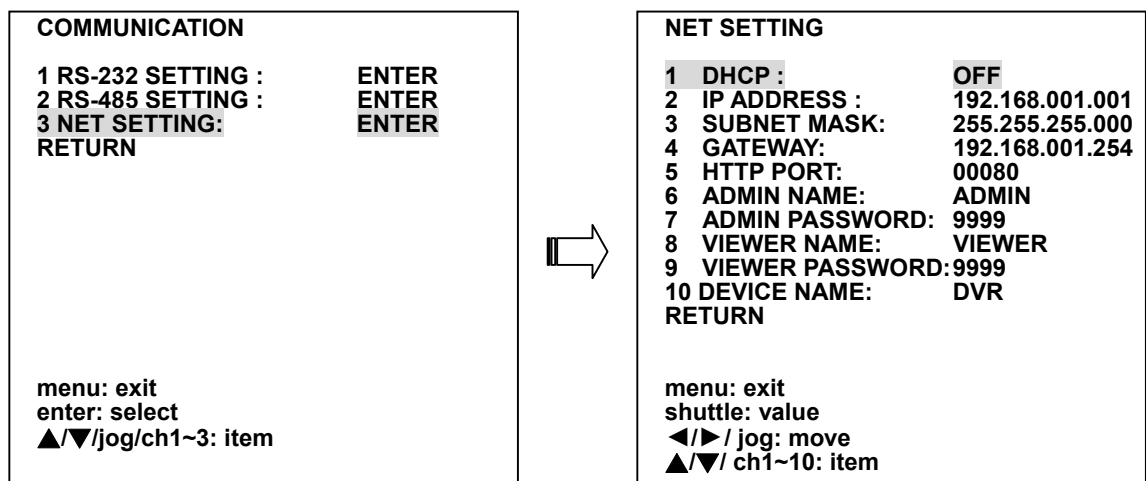 COMMUNICATION
1 RS-232 SETTING : ENTER
2 RS-485 SETTING : ENTER
3 NET SETTING: ENTER
RETURN
menu: exit
enter: select
▲/▼/jog/ch1~3: item
NET SETTING
1 DHCP : OFF
2 IP ADDRESS : 192.168.001.001
3 SUBNET MASK: 255.255.255.000
4 GATEWAY: 192.168.001.254
5 HTTP PORT: 00080
6 ADMIN NAME: ADMIN
7 ADMIN PASSWORD: 9999
8 VIEWER NAME: VIEWER
9 VIEWER PASSWORD: 9999
10 DEVICE NAME: DVR
RETURN
menu: exit
shuttle: value
◄/► / jog: move
▲/▼/ ch1~10: item